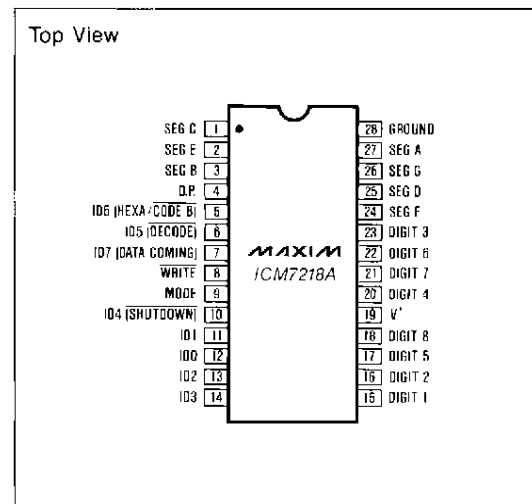 Top View
SEG C 1
SEG E 2
SEG B 3
D.P. 4
ID6 (HEXA/CODE B) 5
ID5 (DECODE) 6
ID7 (DATA COMING) 7
WRITE 8
MODE 9
ID4 (SHUTDOWN) 10
ID1 11
ID0 12
ID2 13
ID3 14
MAXIM
ICM7218A
28 GROUND
27 SEG A
26 SEG G
25 SEG D
24 SEG F
23 DIGIT 3
22 DIGIT 6
21 DIGIT 7
20 DIGIT 4
19 V+
18 DIGIT 8
17 DIGIT 5
16 DIGIT 2
15 DIGIT 1